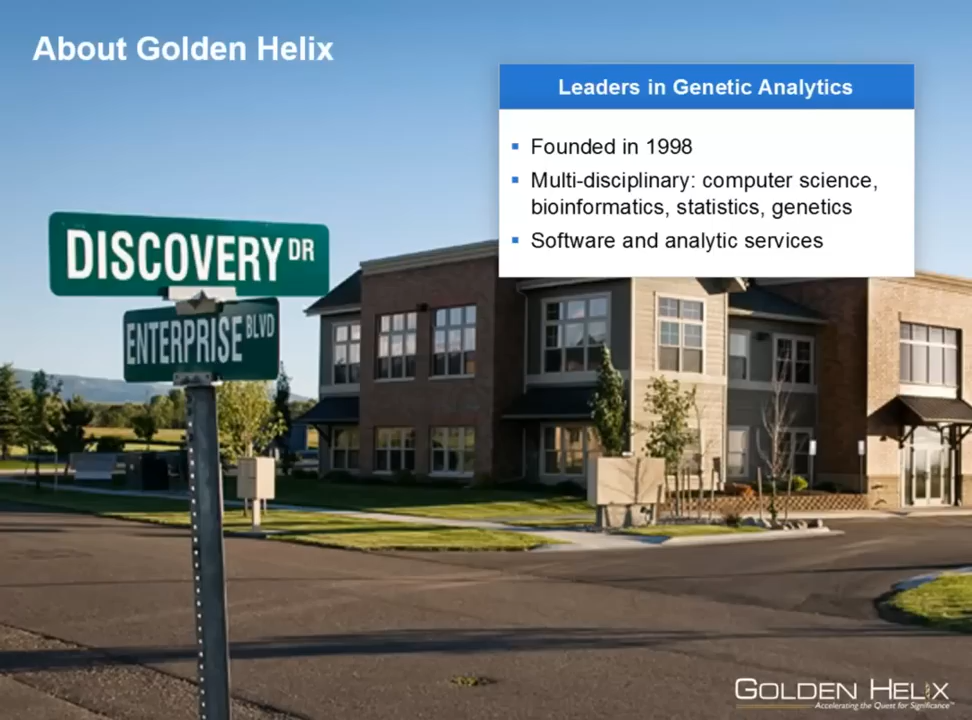 About Golden Helix
Leaders in Genetic Analytics
Founded in 1998
Multi-disciplinary: computer science,
bioinformatics, statistics, genetics
Software and analytic services
DISCOVERY DR
ENTERPRISE BLVD
GOLDEN HELIX
Accelerating the Quest for Significance™